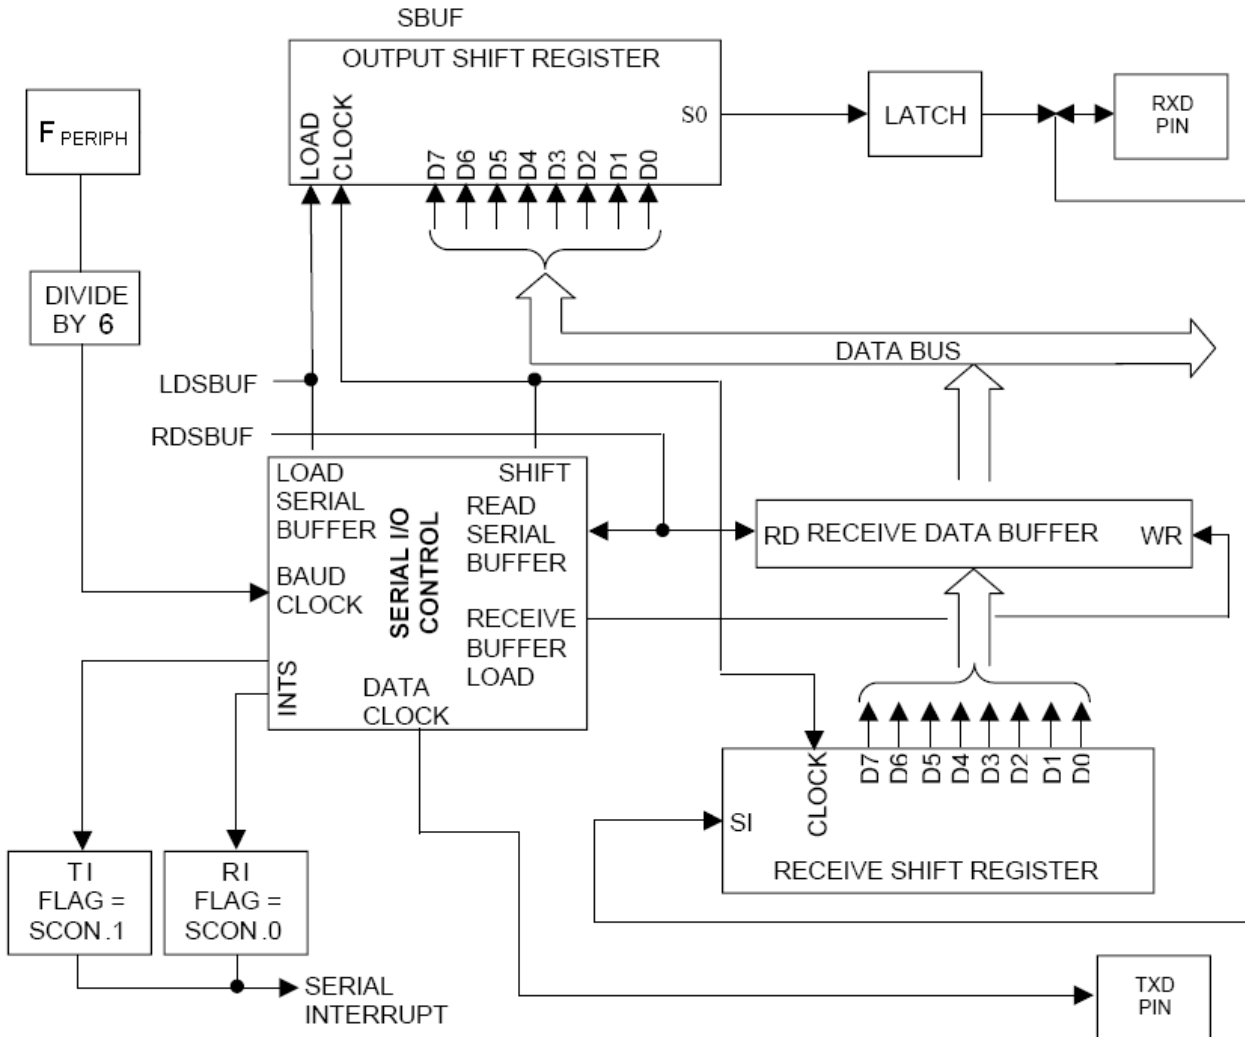 SBUF
OUTPUT SHIFT REGISTER
LOAD
CLOCK
D7
D6
D5
D4
D3
D2
D1
D0
S0
LATCH
RXD
PIN
F PERIPH
DIVIDE
BY 6
DATA BUS
LDSBUF
RDSBUF
LOAD
SERIAL
BUFFER
SHIFT
READ
SERIAL
BUFFER
BAUD
CLOCK
SERIAL I/O
CONTROL
RECEIVE
BUFFER
LOAD
INTS
DATA
CLOCK
RD RECEIVE DATA BUFFER WR
CLOCK
D7
D6
D5
D4
D3
D2
D1
D0
SI
RECEIVE SHIFT REGISTER
TI
FLAG =
SCON.1
RI
FLAG =
SCON.0
SERIAL
INTERRUPT
TXD
PIN